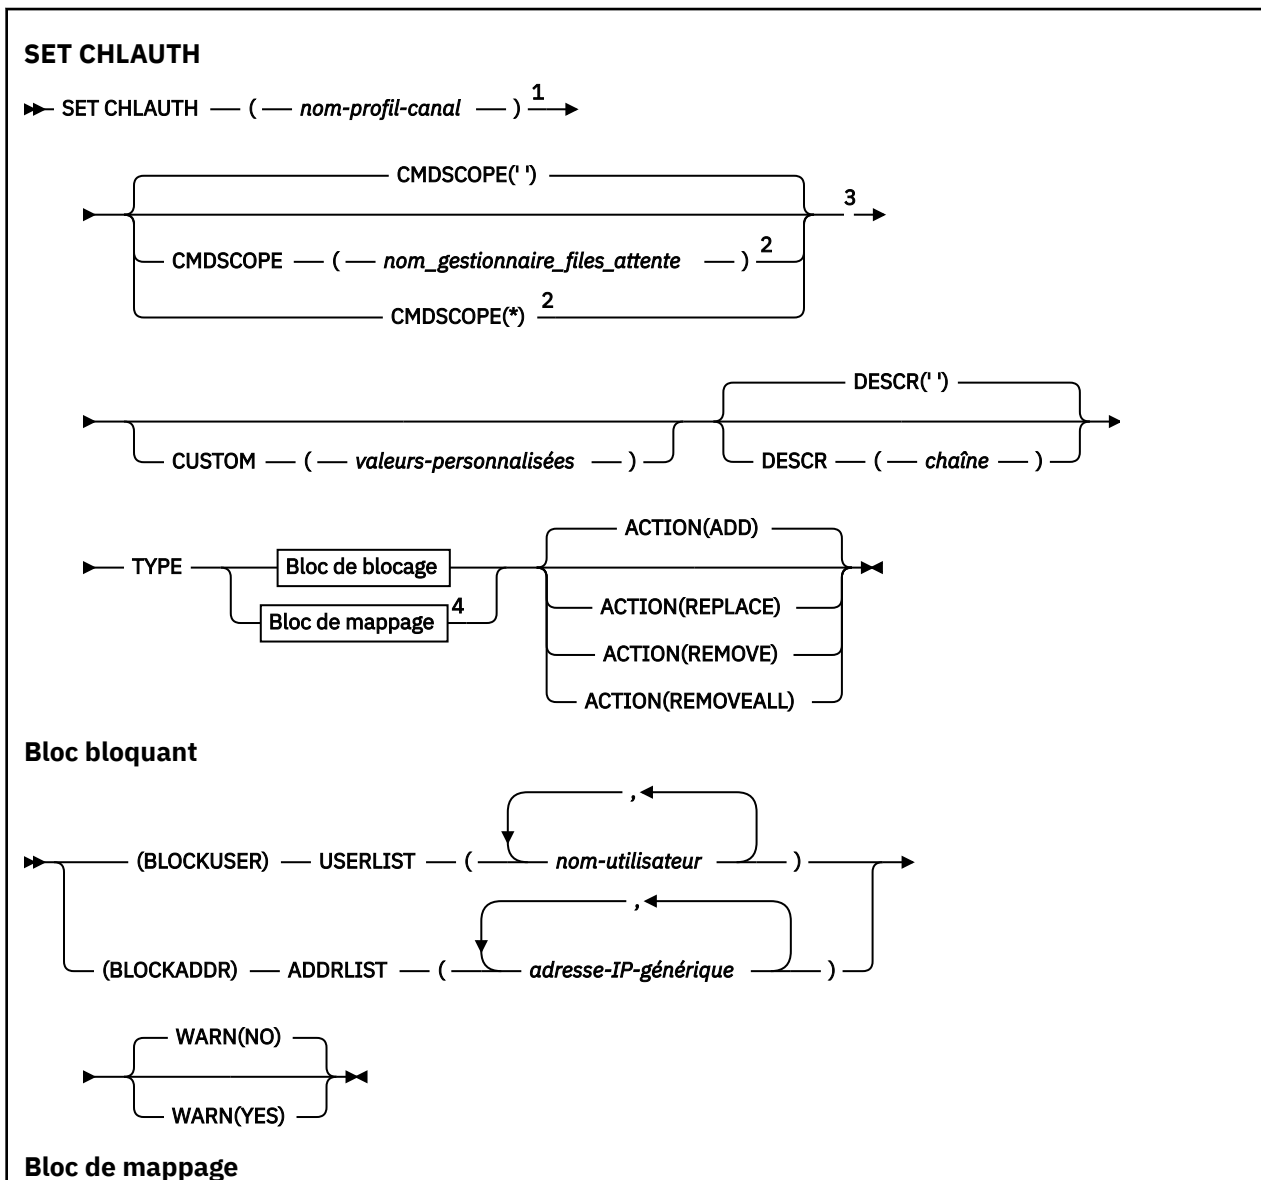 SET CHLAUTH
SET CHLAUTH ( nom-profil-canal ) 1
CMDSCOPE(' ')
3
CMDSCOPE ( nom_gestionnaire_files_attente ) 2
CMDSCOPE(*) 2
DESCR(' ')
CUSTOM ( valeurs-personnalisées ) DESCR ( chaîne )
ACTION(ADD)
TYPE Bloc de blocage
ACTION(REPLACE)
Bloc de mappage 4
ACTION(REMOVE)
ACTION(REMOVEALL)
Bloc bloquant
,
(BLOCKUSER) USERLIST ( nom-utilisateur )
,
(BLOCKADDR) ADDRLIST ( adresse-IP-générique )
WARN(NO)
WARN(YES)
Bloc de mappage